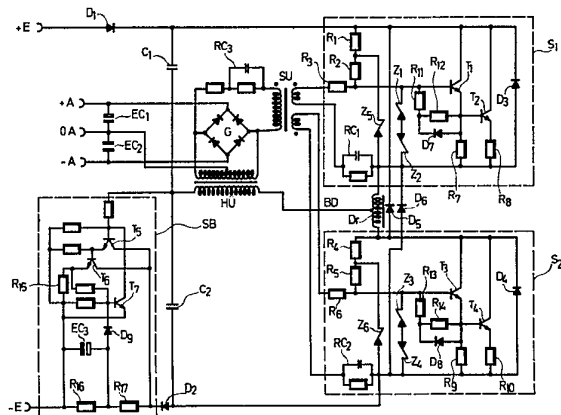 +E
D1
C1
RC3
SU
R1
R2
R3
Z1
R11
R12
T1
S1
Z5
T2
D3
+A
0A
-A
EC1
EC2
G
D7
RC1
Z2
R7
R8
HU
BD
Dr
D6
D5
SB
T5
T6
T7
R15
D9
EC3
C2
R4
R5
R6
Z3
R13
R14
T3
S2
Z6
T4
D4
D8
RC2
Z4
R9
R10
-E
R16
R17
D2